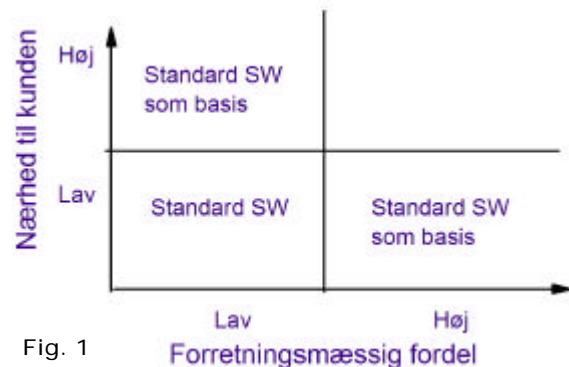 Nærhed til kunden
Høj
Standard SW
som basis
Lav
Standard SW
Standard SW
som basis
Lav
Høj
Fig. 1
Forretningsmæssig fordel